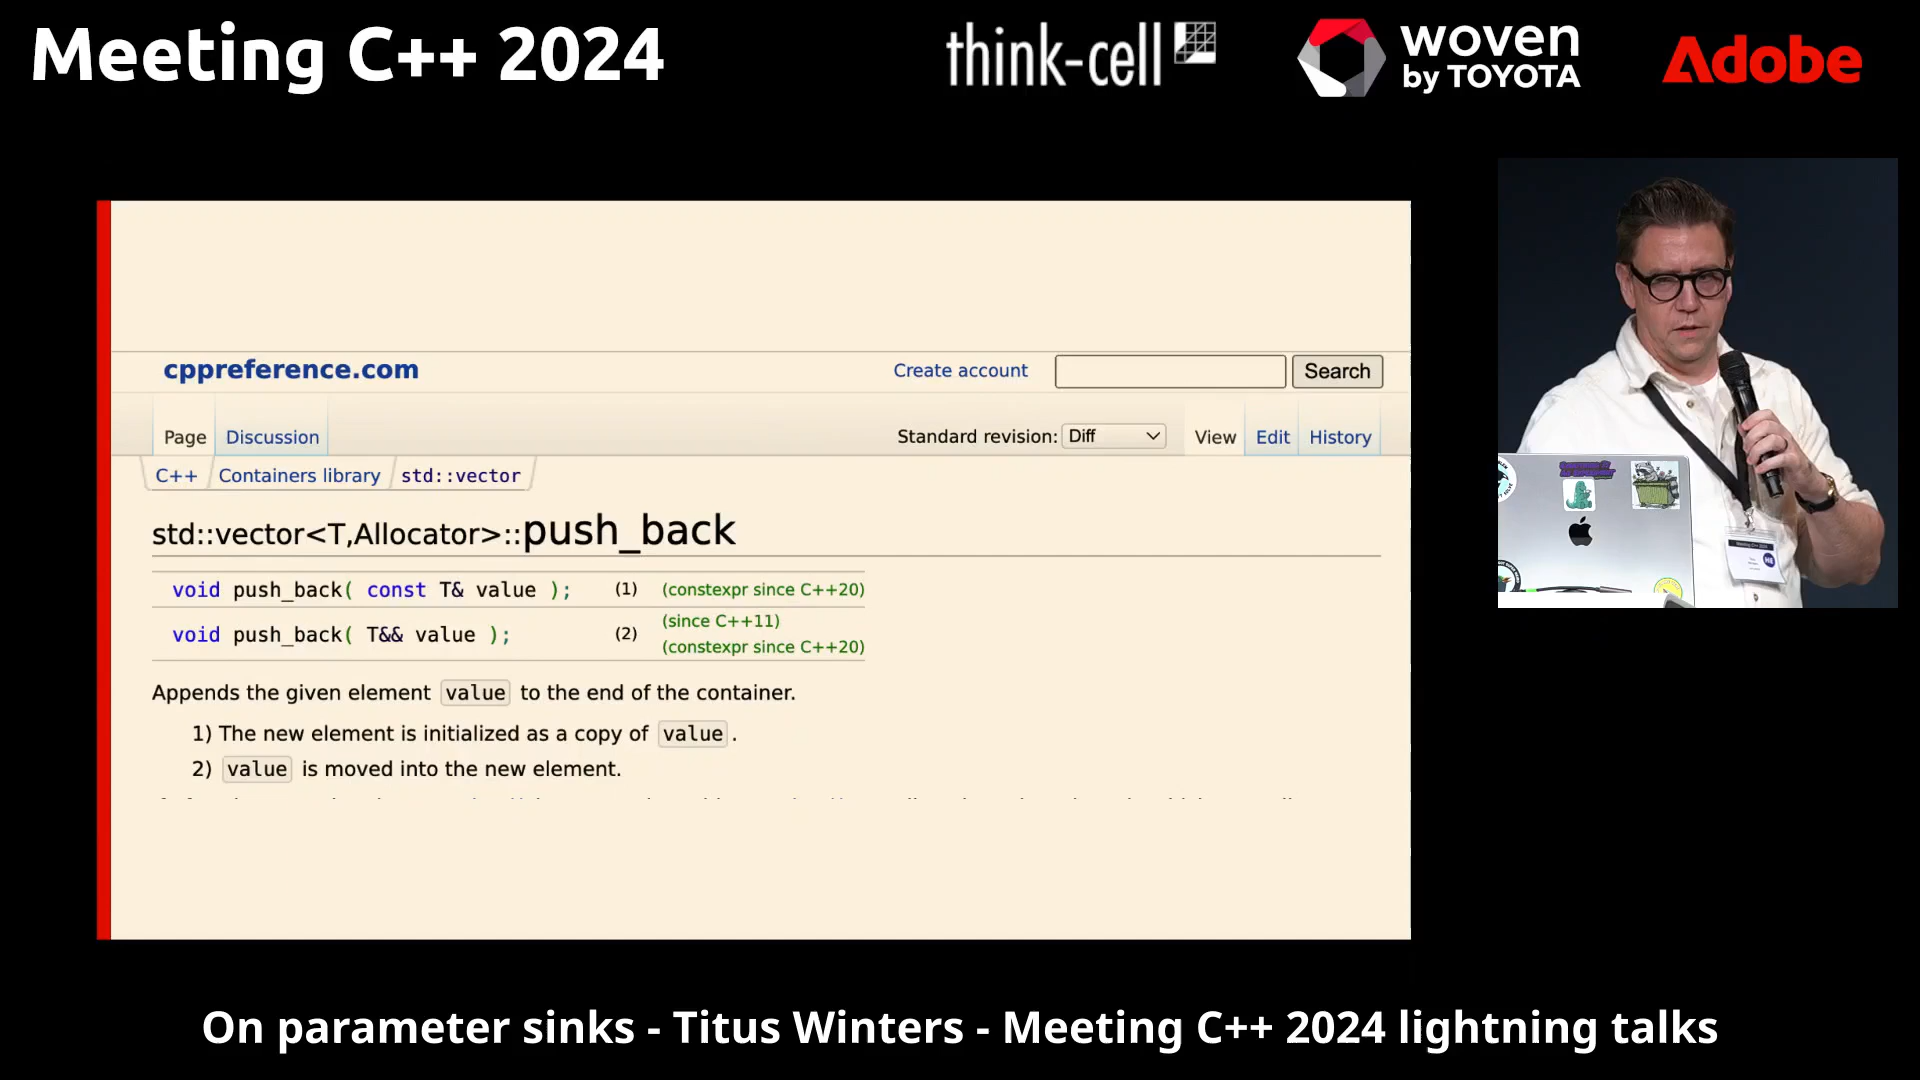 Meeting C++ 2024
think-cell
woven
by TOYOTA
Adobe
cppreference.com
Create account
Search
Page
Discussion
Standard revision: Diff
View
Edit
History
C++
Containers library
std::vector
std::vector<T,Allocator>::push_back
void push_back( const T& value ); (1) (constexpr since C++20)
void push_back( T&& value ); (2) (since C++11)
(constexpr since C++20)
Appends the given element value to the end of the container.
1) The new element is initialized as a copy of value .
2) value is moved into the new element.
On parameter sinks - Titus Winters - Meeting C++ 2024 lightning talks